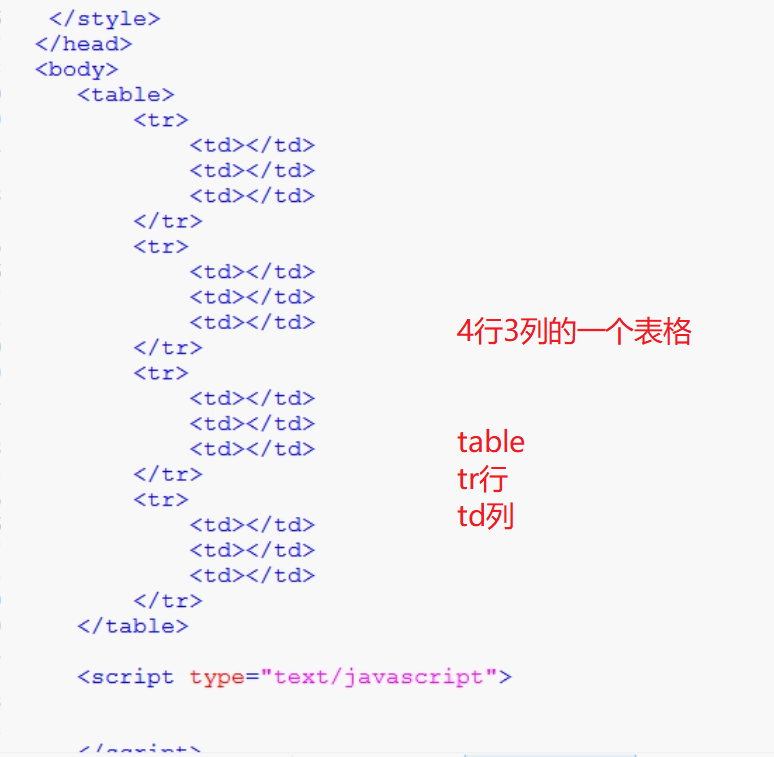 </style>
</head>
<body>
<table>
<tr>
<td></td>
<td></td>
<td></td>
</tr>
<tr>
<td></td>
<td></td>
<td></td>
</tr>
<tr>
<td></td>
<td></td>
<td></td>
</tr>
<tr>
<td></td>
<td></td>
<td></td>
</tr>
</table>
<script type="text/javascript">
</script>
4行3列的一个表格
table
tr行
td列